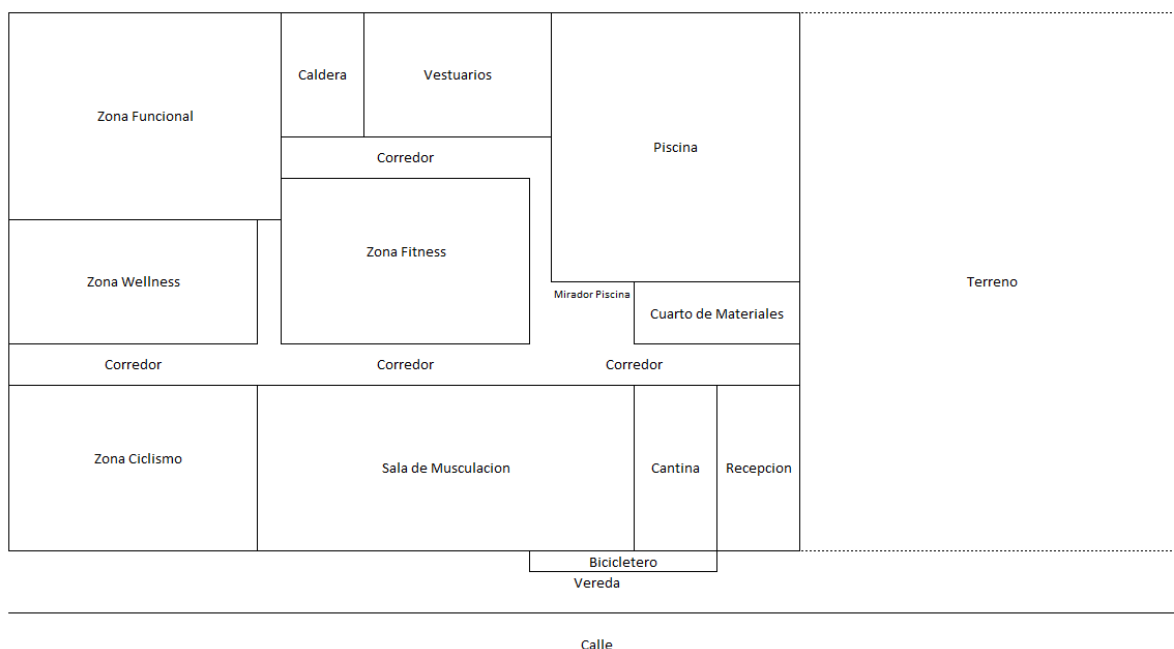 Caldera
Vestuarios
Zona Funcional
Piscina
Corredor
Zona Fitness
Zona Wellness
Terreno
Mirador Piscina
Cuarto de Materiales
Corredor
Corredor
Corredor
Zona Ciclismo
Sala de Musculacion
Cantina
Recepcion
Bicicletero
Vereda
Calle